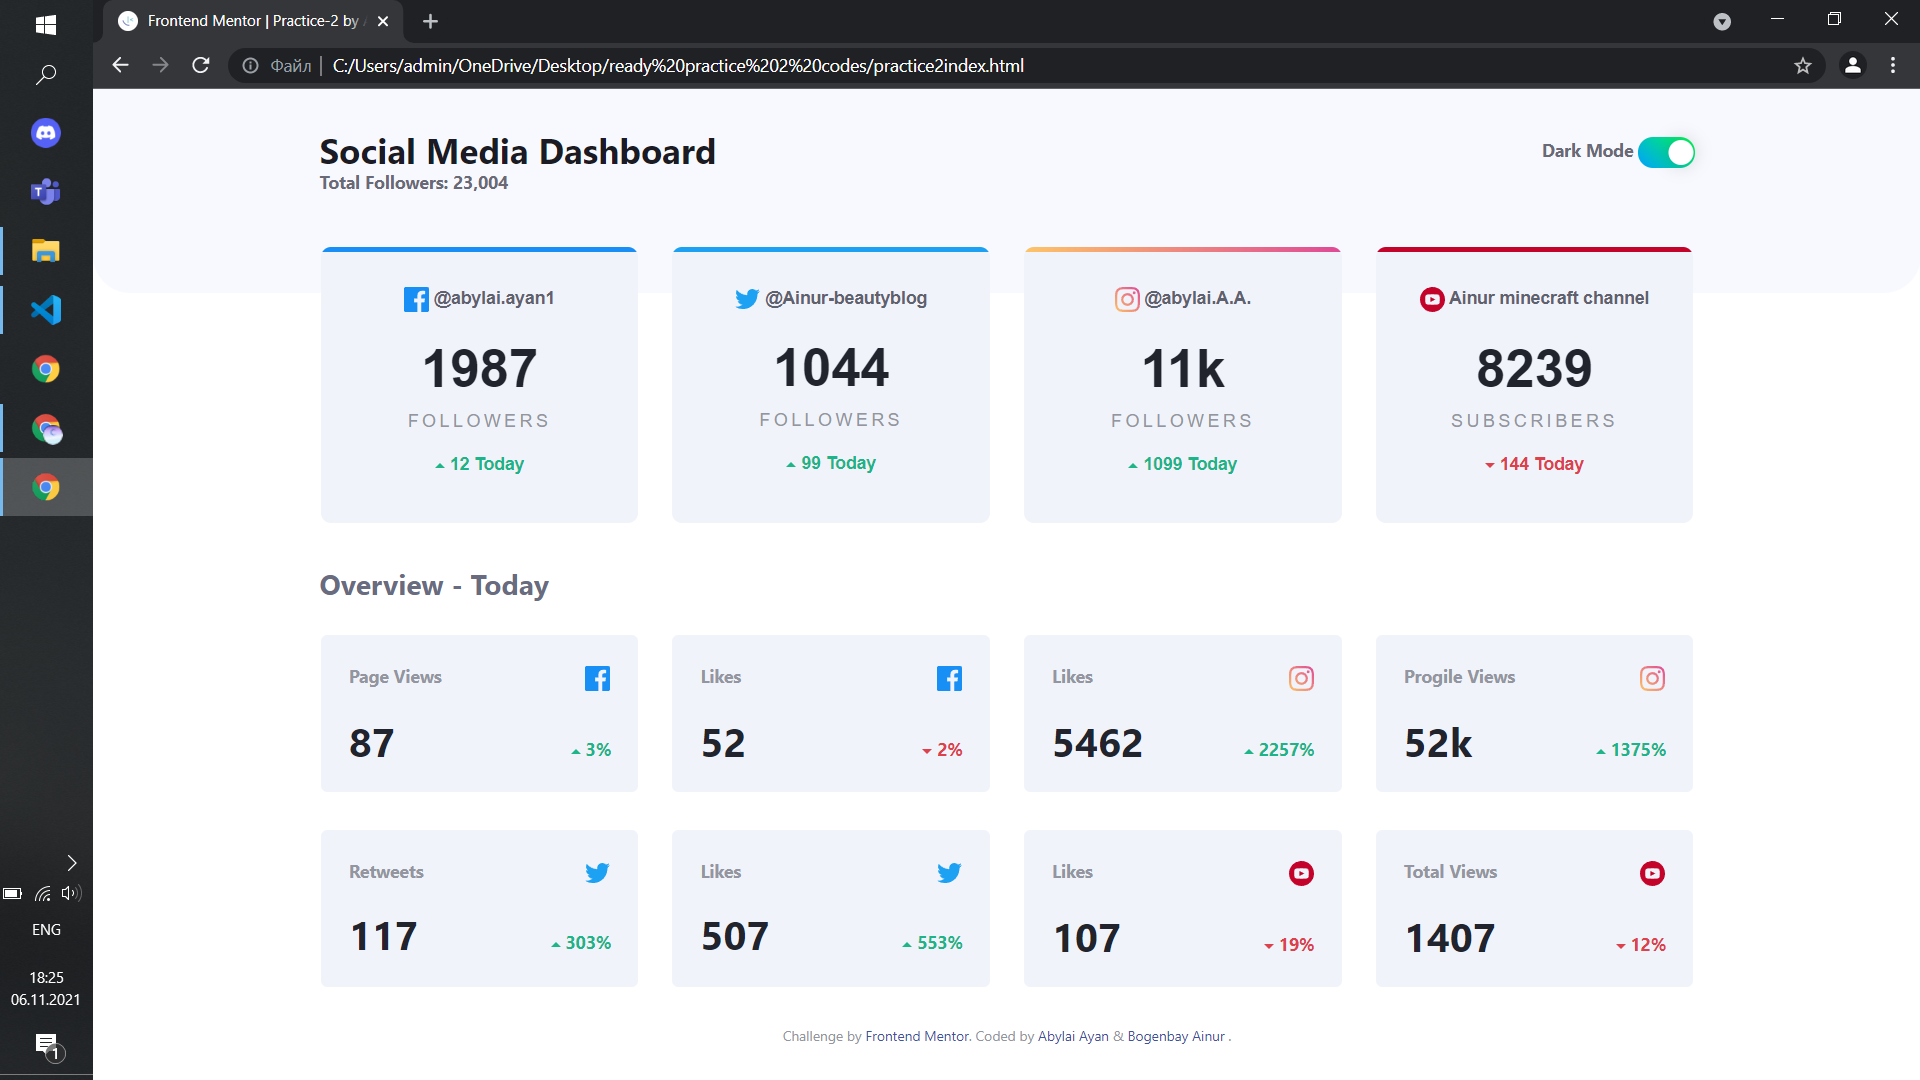 Frontend Mentor | Practice-2 by
Файл | C:/Users/admin/OneDrive/Desktop/ready%20practice%202%20codes/practice2index.html
Social Media Dashboard
Total Followers: 23,004
Dark Mode
@abylai.ayan1
1987
FOLLOWERS
12 Today
@Ainur-beautyblog
1044
FOLLOWERS
99 Today
@abylai.A.A.
11k
FOLLOWERS
1099 Today
Ainur minecraft channel
8239
SUBSCRIBERS
144 Today
Overview - Today
Page Views
87
3%
Likes
52
2%
Likes
5462
2257%
Progile Views
52k
1375%
Retweets
117
303%
Likes
507
553%
Likes
107
19%
Total Views
1407
12%
Challenge by Frontend Mentor. Coded by Abylai Ayan & Bogenbay Ainur .
ENG
18:25
06.11.2021
1